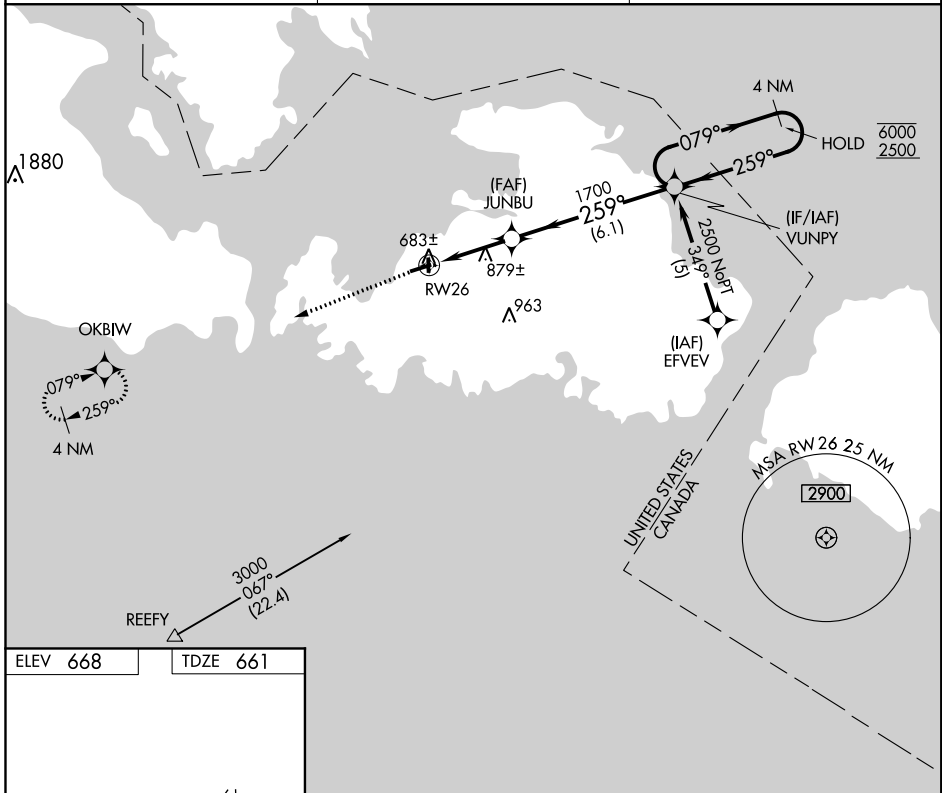 4 NM
079°
259°
HOLD
6000
2500
1880
(FAF)
JUNBU
1700
259°
(6.1)
(IF/IAF)
VUNPY
683±
879±
RW26
2500 NoPT
349°
(5)
963
(IAF)
EFVEV
OKBIW
079°
259°
4 NM
UNITED STATES
CANADA
MSA RW 26 25 NM
2900
3000
067°
(22.4)
REEFY
ELEV 668
TDZE 661